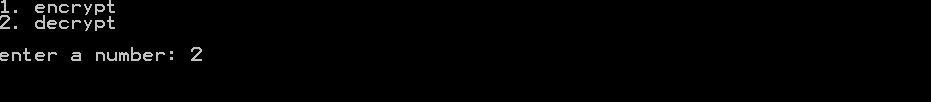 1. encrypt
2. decrypt
enter a number: 2